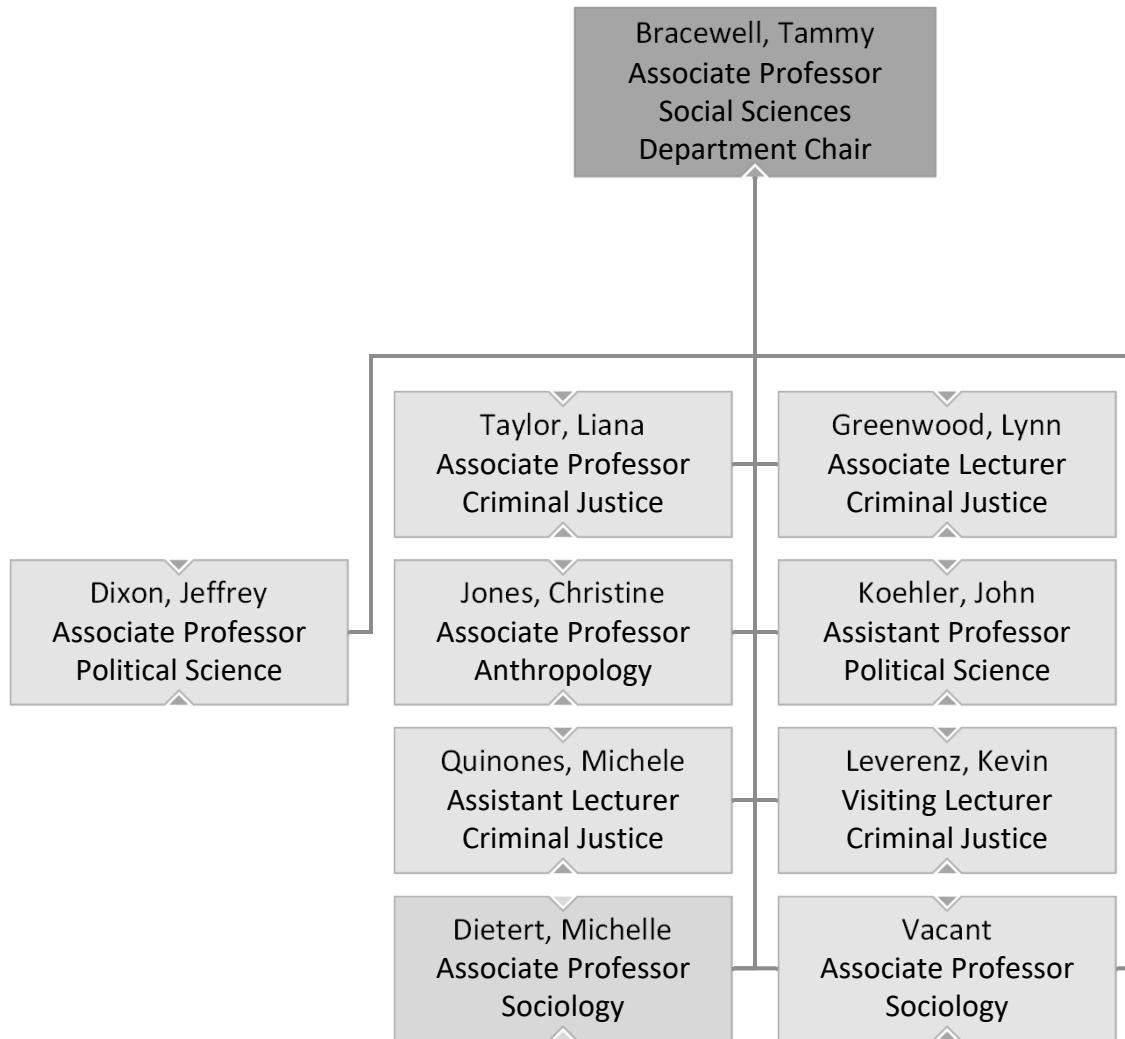 Bracewell, Tammy
Associate Professor
Social Sciences
Department Chair
Taylor, Liana
Associate Professor
Criminal Justice
Greenwood, Lynn
Associate Lecturer
Criminal Justice
Dixon, Jeffrey
Associate Professor
Political Science
Jones, Christine
Associate Professor
Anthropology
Koehler, John
Assistant Professor
Political Science
Quinones, Michele
Assistant Lecturer
Criminal Justice
Leverenz, Kevin
Visiting Lecturer
Criminal Justice
Dietert, Michelle
Associate Professor
Sociology
Vacant
Associate Professor
Sociology